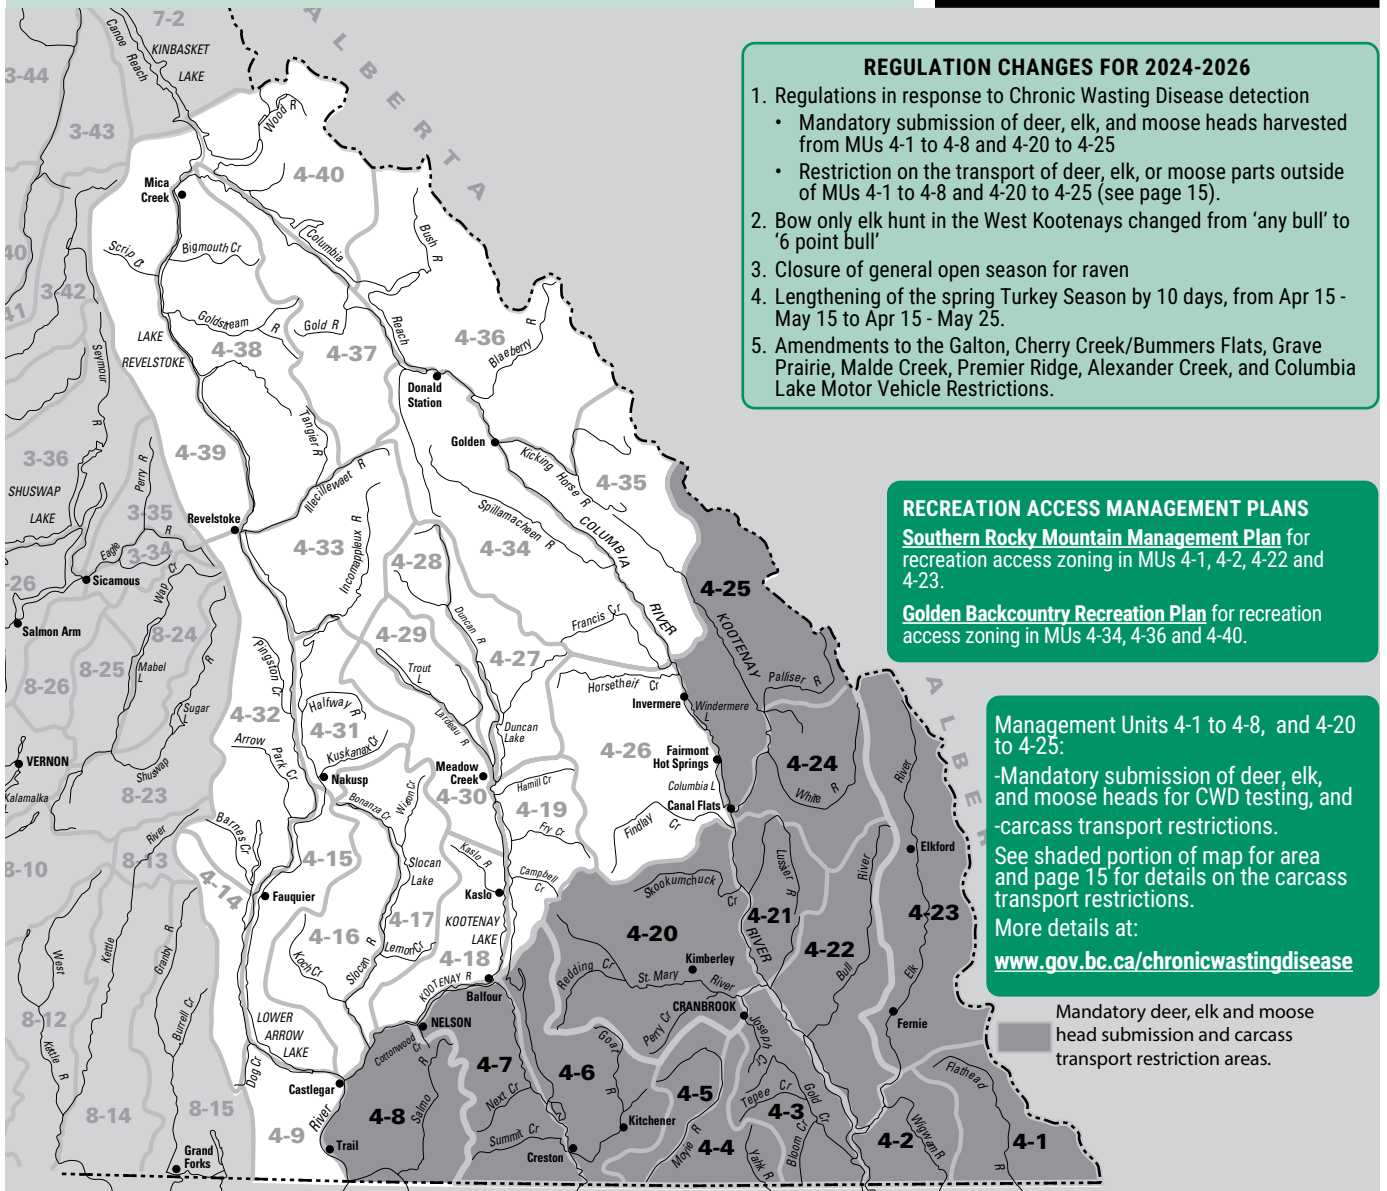 REGULATION CHANGES FOR 2024-2026
1. Regulations in response to Chronic Wasting Disease detection
• Mandatory submission of deer, elk, and moose heads harvested
from MUs 4-1 to 4-8 and 4-20 to 4-25
• Restriction on the transport of deer, elk, or moose parts outside
of MUs 4-1 to 4-8 and 4-20 to 4-25 (see page 15).
2. Bow only elk hunt in the West Kootenays changed from ‘any bull’ to
‘6 point bull’
3. Closure of general open season for raven
4. Lengthening of the spring Turkey Season by 10 days, from Apr 15 -
May 15 to Apr 15 - May 25.
5. Amendments to the Galton, Cherry Creek/Bummers Flats, Grave
Prairie, Malde Creek, Premier Ridge, Alexander Creek, and Columbia
Lake Motor Vehicle Restrictions.
RECREATION ACCESS MANAGEMENT PLANS
Southern Rocky Mountain Management Plan for
recreation access zoning in MUs 4-1, 4-2, 4-22 and
4-23.
Golden Backcountry Recreation Plan for recreation
access zoning in MUs 4-34, 4-36 and 4-40.
Management Units 4-1 to 4-8, and 4-20
to 4-25:
-Mandatory submission of deer, elk,
and moose heads for CWD testing, and
-carcass transport restrictions.
See shaded portion of map for area
and page 15 for details on the carcass
transport restrictions.
More details at:
www.gov.bc.ca/chronicwastingdisease
Mandatory deer, elk and moose
head submission and carcass
transport restriction areas.
7-2
ALBERTA
Canoe Reach
KINBASKET
LAKE
3-44
3-43
Wood R
4-40
Mica
Creek
Columbia
Bush R
Bigmouth Cr
Scrip Cr
40
3-42
41
LAKE
REVELSTOKE
Goldstream R
4-38
Gold R
4-37
Reach
4-36
Blaeberry R
Seymour R
Donald
Station
Tangier R
Golden
4-39
3-36
Perry R
SHUSWAP
LAKE
3-35
Illecillewaet R
Kicking Horse R
4-35
Revelstoke
Spillamacheen R
COLUMBIA
RIVER
Eagle R
3-34
4-33
Incomappleux R
4-28
4-34
-26
Sicamous
Wap Cr
4-25
Salmon Arm
8-24
4-29
Duncan R
Francis Cr
KOOTENAY
8-25
Mabel
L
Pingston Cr
Trout
L
4-27
Palliser R
ALBER
8-26
Sugar
L
Halfway R
Lardeau R
Horsethief Cr
Invermere
Windermere
L
4-32
4-31
Duncan
Lake
Arrow Park Cr
Kuskanax Cr
4-26
Fairmont
Hot Springs
4-24
River
VERNON
Shuswap
River
Nakusp
Meadow
Creek
Hamill Cr
Columbia L
White R
Kalamalka
8-23
Bonanza Cr
Wilson Cr
4-30
4-19
Canal Flats
Barnes Cr
Fry Cr
Findlay Cr
8-10
8-13
4-15
Slocan
Lake
Kaslo R
Campbell
Cr
Lussier R
River
Elkford
4-14
Fauquier
Kaslo
Skookumchuck
Cr
KOOTENAY
LAKE
4-21
4-23
4-16
4-17
4-20
4-22
RIVER
West
Kettle
Granby R
Koch Cr
Slocan R
Lemon Cr
4-18
Kimberley
Redding Cr
St. Mary
River
Bull
Elk
KOOTENAY R
Balfour
8-12
Burrell Cr
LOWER
ARROW
LAKE
NELSON
CRANBROOK
Fernie
Perry Cr
Joseph Cr
Kettle R
Cottonwood
Cr
Goat R
Dog Cr
4-7
4-6
Flathead
R
Castlegar
4-8
Salmo R
Next Cr
4-5
Tepee Cr
Gold Cr
8-14
8-15
4-9
River
Kitchener
4-3
Wigwam R
Summit Cr
Moyie R
4-4
Bloom Cr
4-2
4-1
Grand
Forks
Trail
Creston
Yahk R